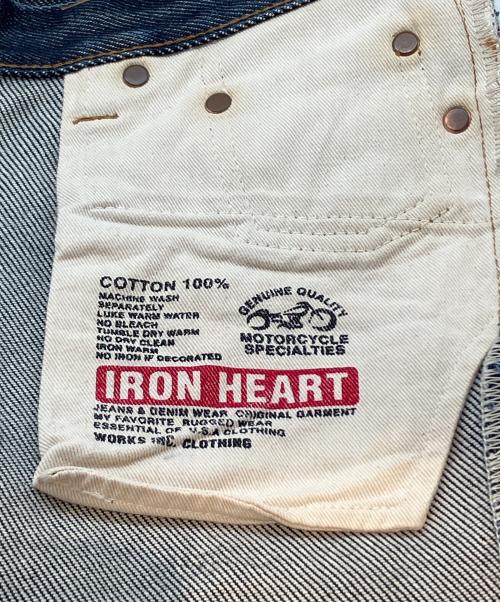 COTTON 100%
MACHINE WASH
SEPARATELY
LUKE WARM WATER
NO BLEACH
TUMBLE DRY WARM
NO DRY CLEAN
IRON WARM
NO IRON IF DECORATED
GENUINE QUALITY
MOTORCYCLE
SPECIALTIES
IRON HEART
JEANS & DENIM WEAR ORIGINAL GARMENT
MY FAVORITE RUGGED WEAR
ESSENTIAL OF U.S.A CLOTHING
WORKS INC. CLOTHING